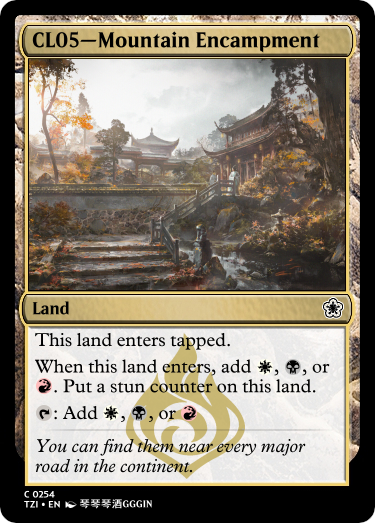 CL05—Mountain Encampment
Land
This land enters tapped.
When this land enters, add , , or
. Put a stun counter on this land.
: Add , , or
You can find them near every major
road in the continent.
C 0254
TZI • EN 琴琴琴酒GGGIN